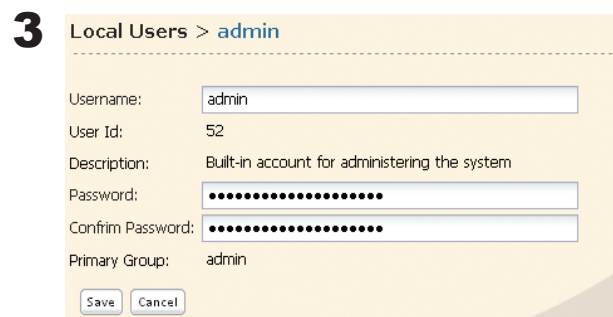 3
Local Users > admin
Username: admin
User Id: 52
Description: Built-in account for administering the system
Password: ••••••••••••••••••••
Confrim Password: ••••••••••••••••••••
Primary Group: admin
Save Cancel